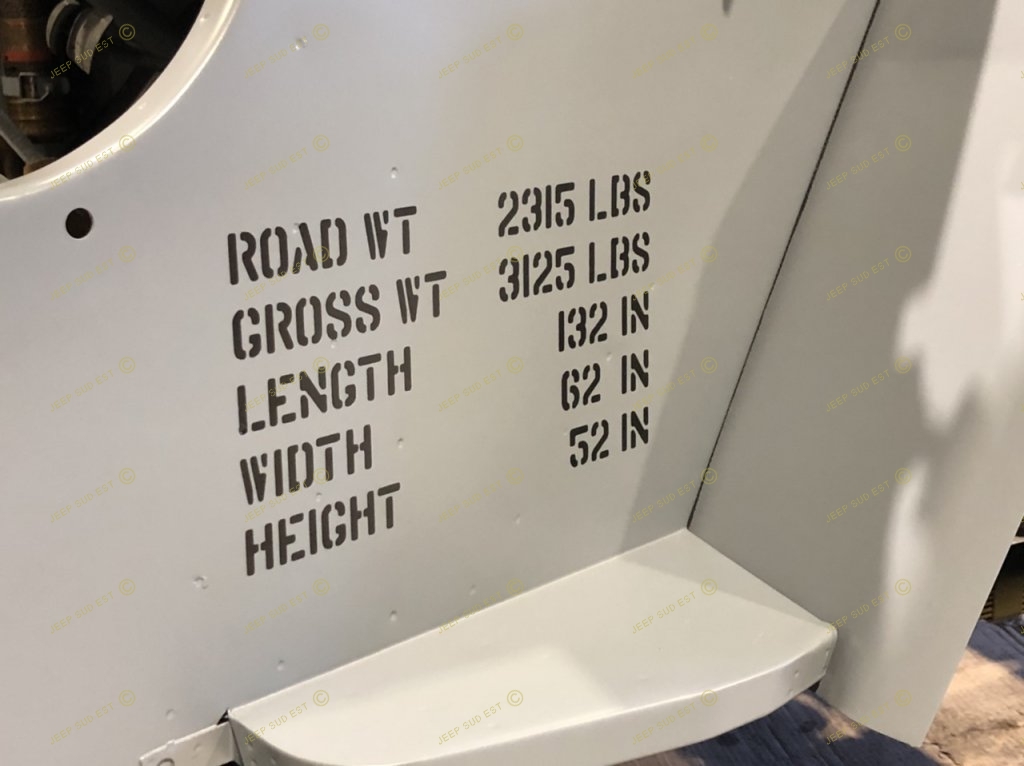 ROAD WT 2315 LBS
GROSS WT 3125 LBS
LENGTH 132 IN
WIDTH 62 IN
HEIGHT 52 IN
JEEP SUD EST ©